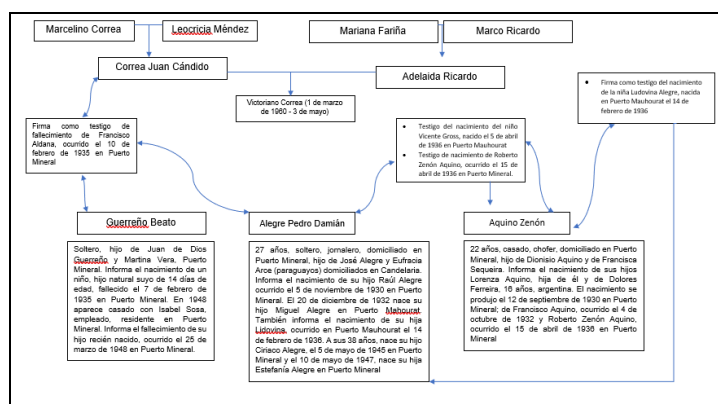 Marcelino Correa
Leocricia Méndez
Mariana Fariña
Marco Ricardo
Correa Juan Cándido
Adelaida Ricardo
Victoriano Correa (1 de
marzo de
1960 - 3 de mayo)
• Firma como testigo del
nacimiento de
la niña Ludovina Alegre, nacida
en Puerto Mauhourat el 14 de
febrero de 1936
Firma como testigo de
fallecimiento de Francisco
Aldana, ocurrido el 10 de
febrero de 1935 en Puerto
Mineral
• Testigo del nacimiento del niño
Vicente Gross, nacido el 5 de abril
de 1936 en Puerto Mauhourat
• Testigo de nacimiento de Roberto
Zenón Aquino, ocurrido el 15 de
abril de 1936 en Puerto Mineral.
Guerreño Beato
Alegre Pedro Damián
Aquino Zenón
Soltero, hijo de Juan de Dios
Guerreño y Martina Vera, Puerto
Mineral. Informa el nacimiento de un
niño, hijo natural suyo de 14 días de
edad, fallecido el 7 de febrero de
1935 en Puerto Mineral. En 1948
aparece casado con Isabel Sosa,
empleado, residente en Puerto
Mineral. Informa el fallecimiento de su
hijo recién nacido, ocurrido el 25 de
marzo de 1948 en Puerto Mineral.
27 años, soltero, jornalero, domiciliado en
Puerto Mineral, hijo de José Alegre y Eufracia
Arce (paraguayos) domiciliados en Candelaria.
Informa el nacimiento de su hijo Raúl Alegre
ocurrido el 5 de noviembre de 1930 en Puerto
Mineral. El 20 de diciembre de 1932 nace su
hijo Miguel Alegre en Puerto Mahourat.
También informa el nacimiento de su hija
Lidovina, ocurrido en Puerto Mauhourat el 14
de febrero de 1936. A sus 38 años, nace su hijo
Ciriaco Alegre, el 5 de mayo de 1945 en Puerto
Mineral y el 10 de mayo de 1947, nace su hija
Estefanía Alegre en Puerto Mineral
22 años, casado, chofer, domiciliado en Puerto
Mineral, hijo de Dionisio Aquino y de Francisca
Sequeira. Informa el nacimiento de sus hijos
Lorenza Aquino, hija de él y de Dolores
Ferreira, 16 años, argentina. El nacimiento se
produjo el 12 de septiembre de 1930 en Puerto
Mineral; de Francisco Aquino, ocurrido el 4 de
octubre de 1932 y Roberto Zenón Aquino,
ocurrido el 15 de abril de 1936 en Puerto
Mineral